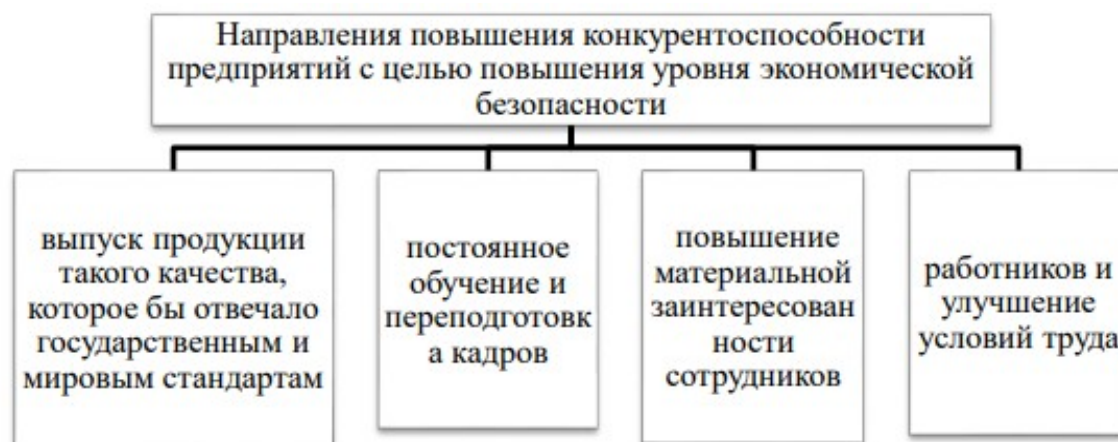 Направления повышения конкурентоспособности
предприятий с целью повышения уровня экономической
безопасности
выпуск продукции
такого качества,
которое бы отвечало
государственным и
мировым стандартам
постоянное
обучение и
переподготовк
а кадров
повышение
материальной
заинтересован
ности
сотрудников
работников и
улучшение
условий труда